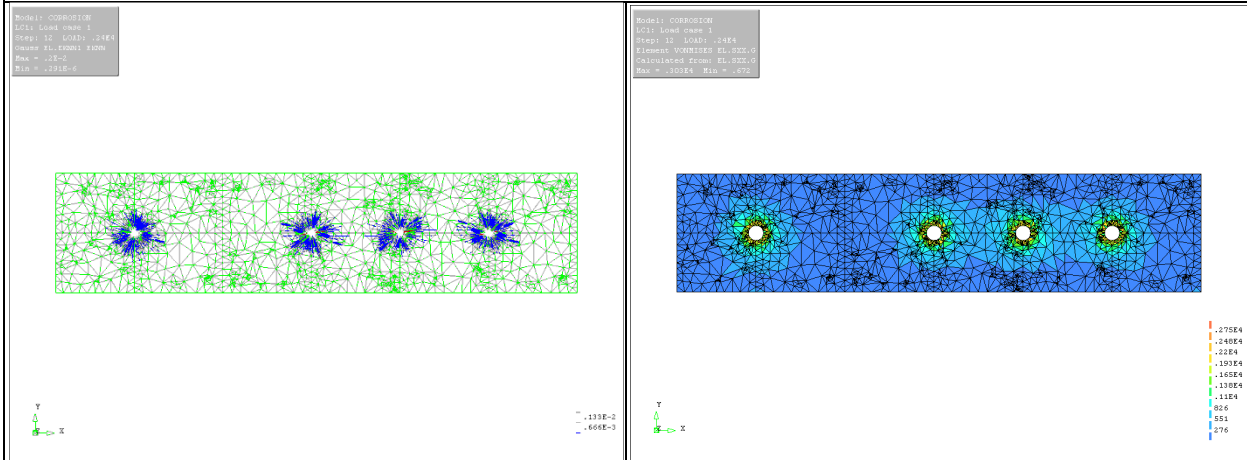 Model: CORROSION
LC1: Load case 1
Step: 12 LOAD: .24E4
Gauss EL.EKNN1 EKNN
Max = .2E-2
Min = .291E-6
Y
X
.133E-2
.666E-3
Model: CORROSION
LC1: Load case 1
Step: 12 LOAD: .24E4
Element VONMISES EL.SXX.G
Calculated from: EL.SXX.G
Max = .303E4 Min = .672
Y
X
.275E4
.248E4
.22E4
.193E4
.165E4
.138E4
.11E4
826
551
276